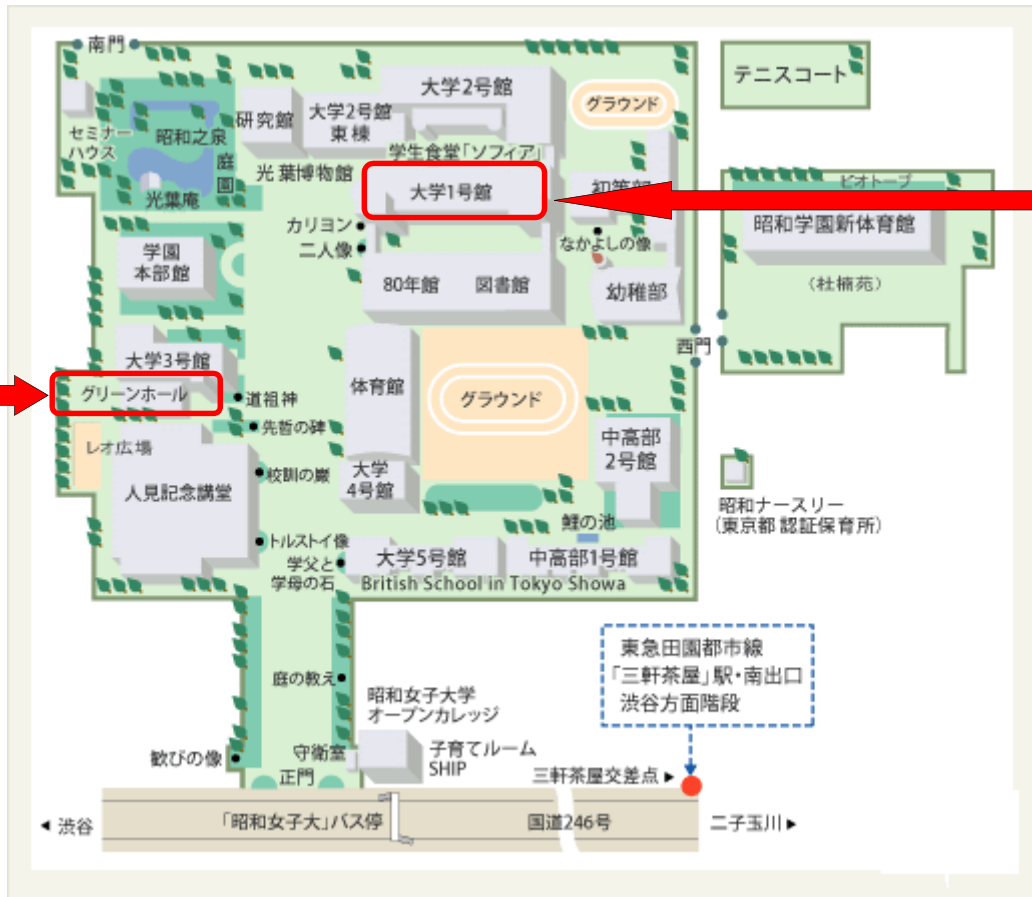 南門
テニスコート
大学2号館
グラウンド
研究館
大学2号館
東棟
昭和之泉
セミナー
ハウス
庭園
学生食堂「ソフィア」
光葉博物館
大学1号館
初等部
ビオトープ
昭和学園新体育館
(杜楠苑)
光葉庵
カリヨン
二人像
なかよしの像
学園
本部館
80年館
図書館
幼稚部
西門
大学3号館
グリーンホール
道祖神
体育館
グラウンド
先哲の碑
中高部
2号館
レオ広場
人見記念講堂
校訓の巌
大学
4号館
昭和ナースリー
(東京都 認証保育所)
鯉の池
トルストイ像
学父と
学母の石
大学5号館
中高部1号館
British School in Tokyo Showa
東急田園都市線
「三軒茶屋」駅・南出口
渋谷方面階段
庭の教え
昭和女子大学
オープンカレッジ
歓びの像
守衛室
子育てルーム
SHIP
正門
三軒茶屋交差点
渋谷
「昭和女子大」バス停
国道246号
二子玉川